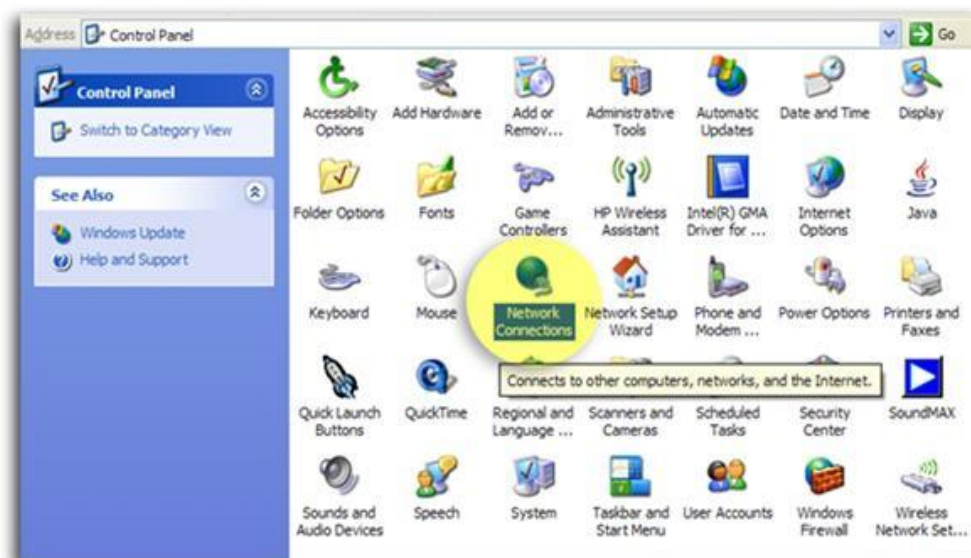 Address Control Panel Go
Control Panel
Switch to Category View
See Also
Windows Update
Help and Support
Accessibility Options
Add Hardware
Add or Remov...
Administrative Tools
Automatic Updates
Date and Time
Display
Folder Options
Fonts
Game Controllers
HP Wireless Assistant
Intel(R) GMA Driver for ...
Internet Options
Java
Keyboard
Mouse
Network Connections
Network Setup Wizard
Phone and Modem ...
Power Options
Printers and Faxes
Connects to other computers, networks, and the Internet.
Quick Launch Buttons
QuickTime
Regional and Language ...
Scanners and Cameras
Scheduled Tasks
Security Center
SoundMAX
Sounds and Audio Devices
Speech
System
Taskbar and Start Menu
User Accounts
Windows Firewall
Wireless Network Set...